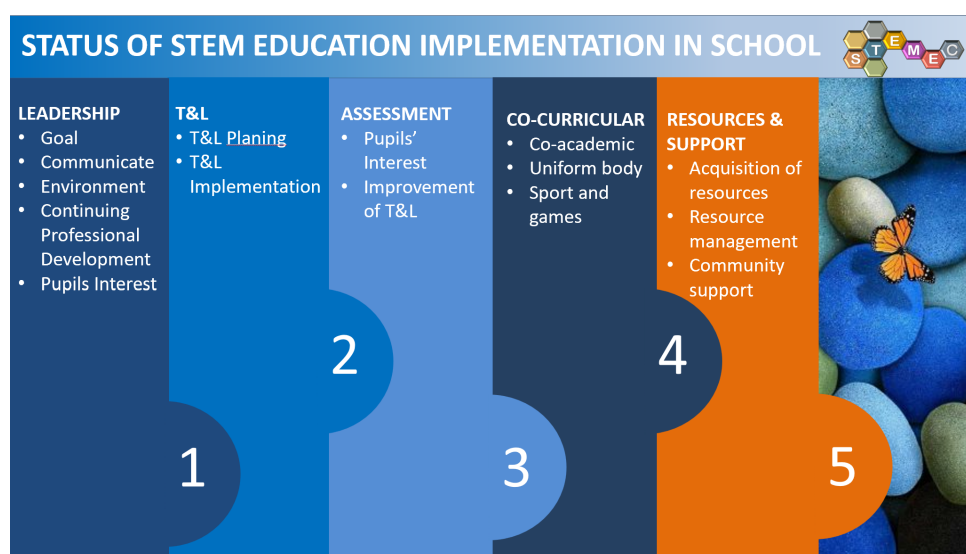 STATUS OF STEM EDUCATION IMPLEMENTATION IN SCHOOL
S T E M E C
LEADERSHIP
• Goal
• Communicate
• Environment
• Continuing
Professional
Development
• Pupils Interest
1
T&L
• T&L Planing
• T&L
Implementation
2
ASSESSMENT
• Pupils’
Interest
• Improvement
of T&L
3
CO-CURRICULAR
• Co-academic
• Uniform body
• Sport and
games
4
RESOURCES &
SUPPORT
• Acquisition of
resources
• Resource
management
• Community
support
5